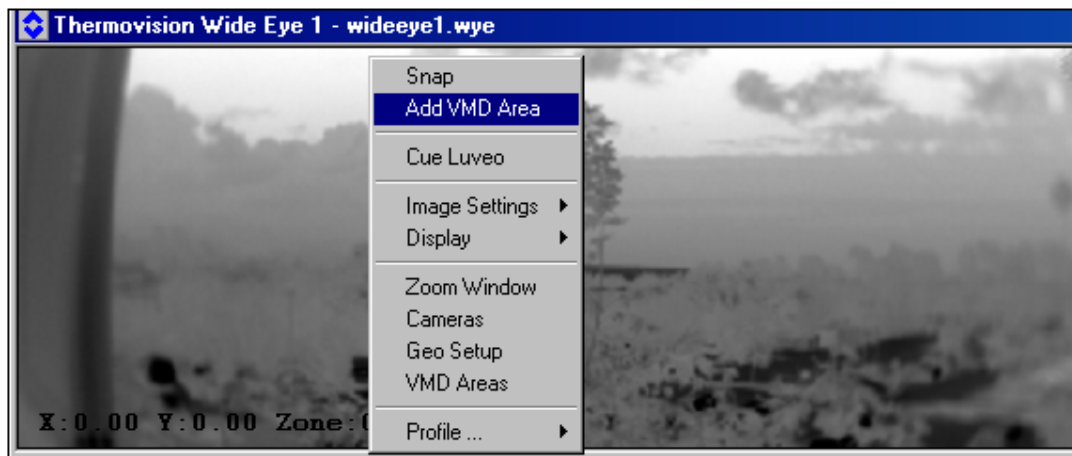 Thermovision Wide Eye 1 - wideeye1.wye
Snap
Add VMD Area
Cue Luveo
Image Settings
Display
Zoom Window
Cameras
Geo Setup
VMD Areas
Profile ...
X:0.00 Y:0.00 Zone: